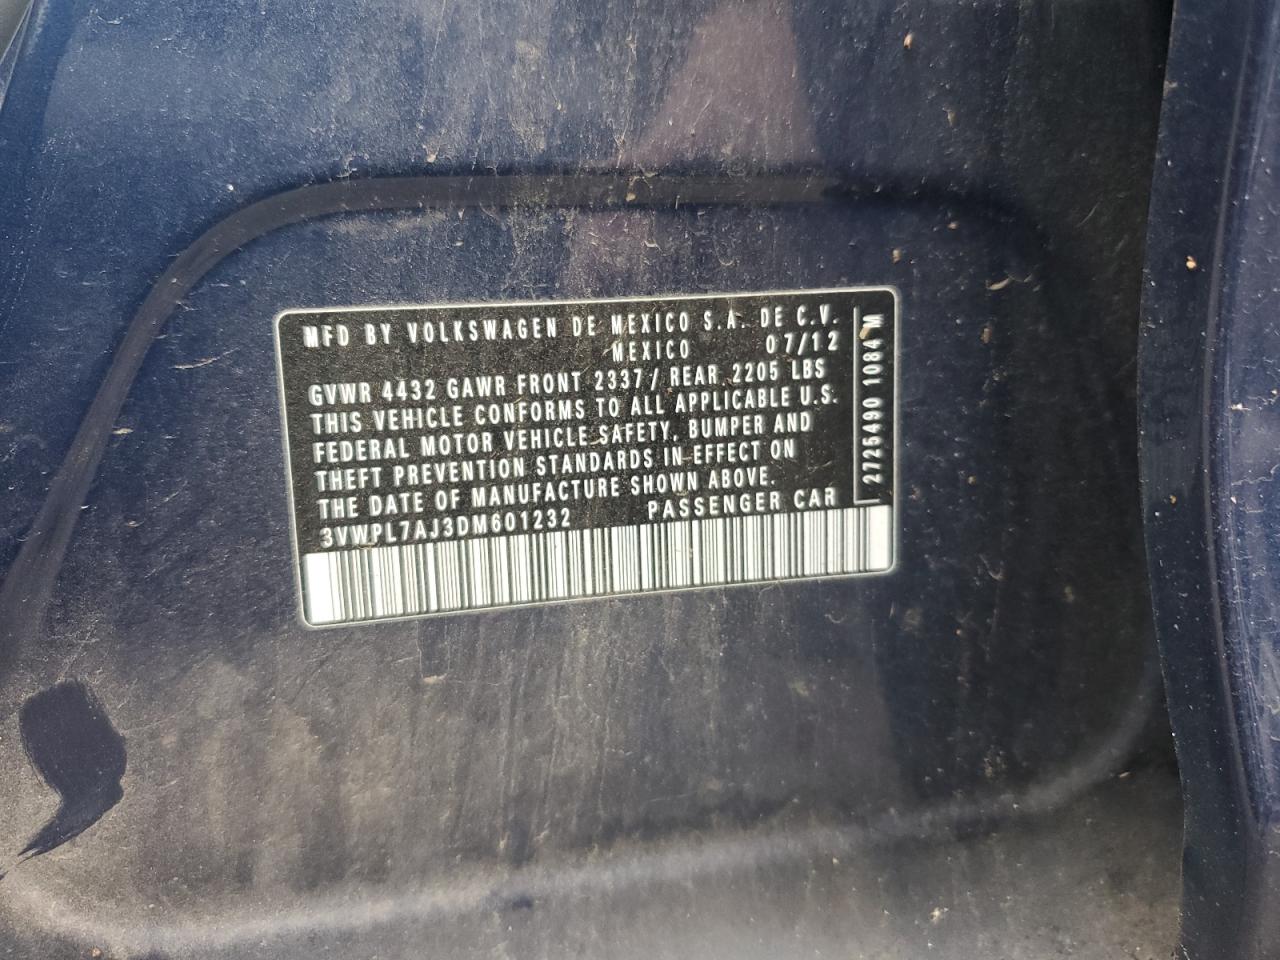 MFD BY VOLKSWAGEN DE MEXICO S.A. DE C.V.
MEXICO 07/12
GVWR 4432 GAWR FRONT 2337/ REAR 2205 LBS
THIS VEHICLE CONFORMS TO ALL APPLICABLE U.S.
FEDERAL MOTOR VEHICLE SAFETY, BUMPER AND
THEFT PREVENTION STANDARDS IN EFFECT ON
THE DATE OF MANUFACTURE SHOWN ABOVE.
3VWPL7AJ3DM601232 PASSENGER CAR
2725490 1084 M